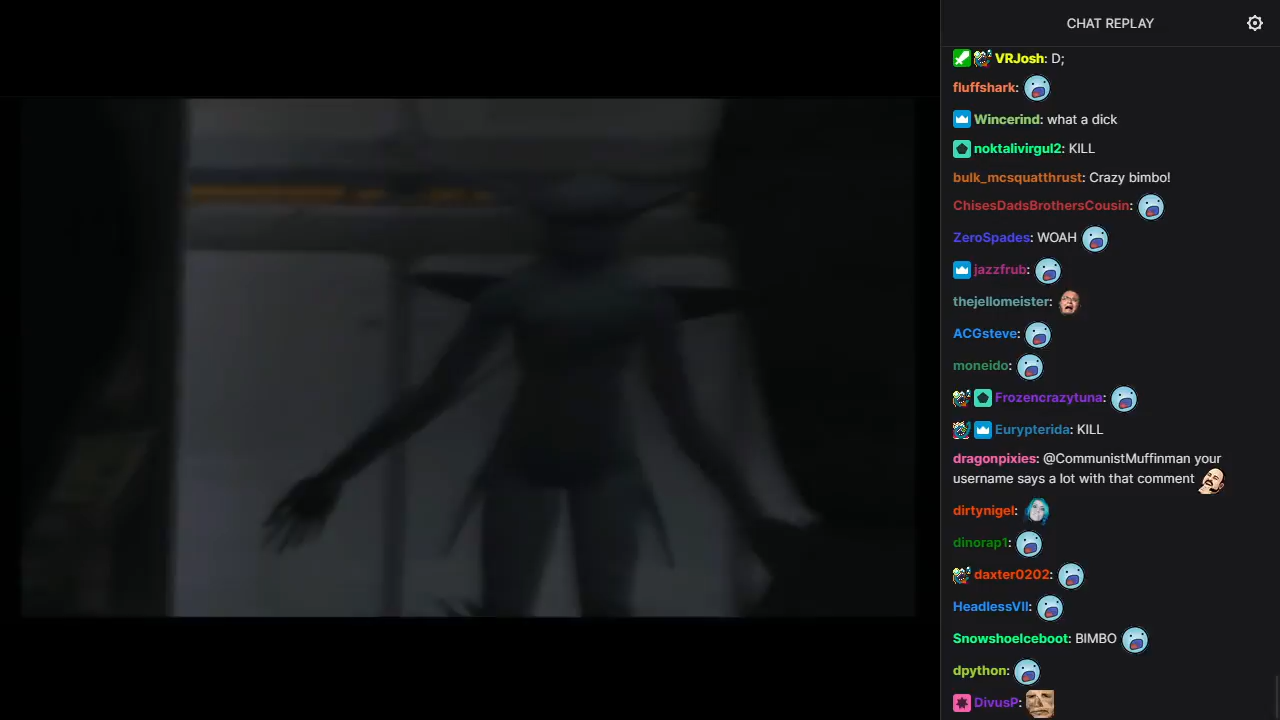 CHAT REPLAY
VRJosh: D;
fluffshark:
Wincerind: what a dick
noktalivirgul2: KILL
bulk_mcsquatthrust: Crazy bimbo!
ChisesDadsBrothersCousin:
ZeroSpades: WOAH
jazzfrub:
thejellomeister:
ACGsteve:
moneido:
Frozencrazytuna:
Eurypterida: KILL
dragonpixies: @CommunistMuffinman your
username says a lot with that comment
dirtynigel:
dinorap1:
daxter0202:
HeadlessVII:
SnowshoeIceboot: BIMBO
dpython:
DivusP: